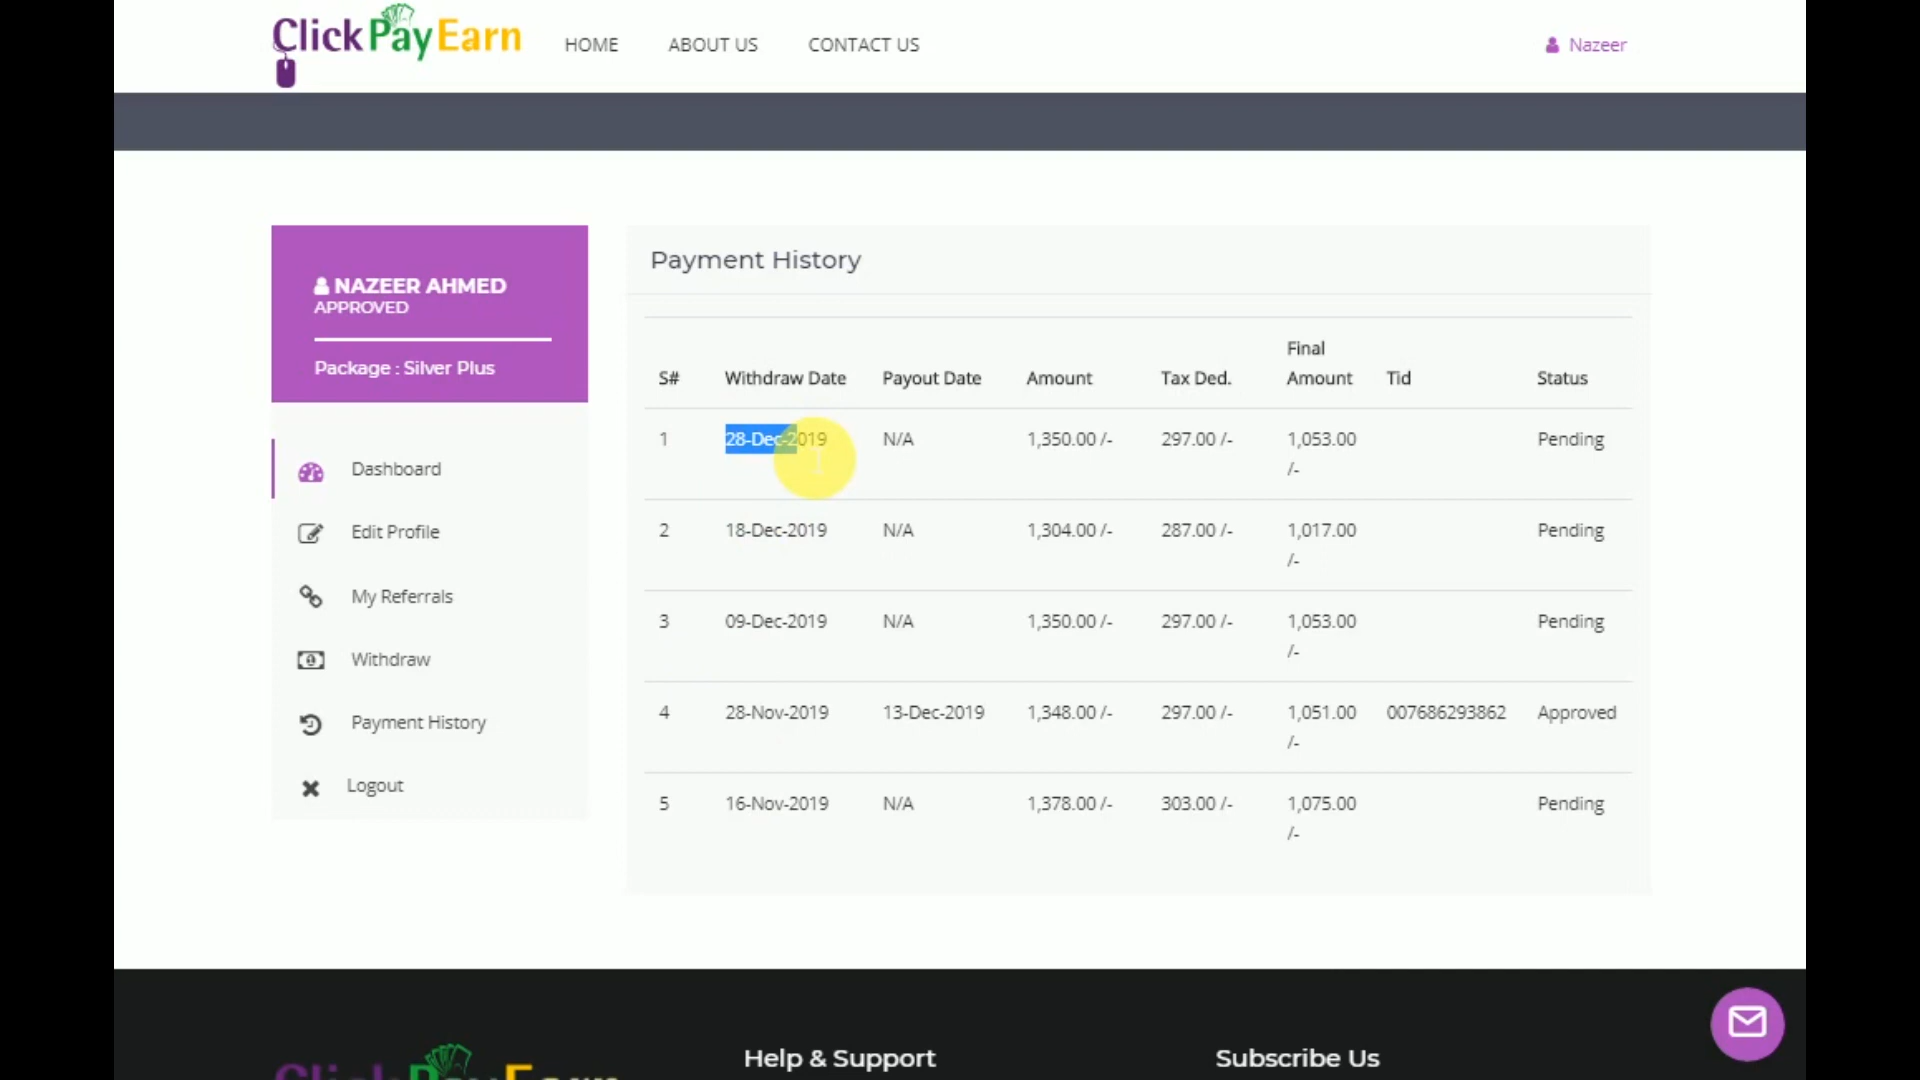 ClickPayEarn HOME ABOUT US CONTACT US Nazeer
NAZEER AHMED
APPROVED
Package : Silver Plus
Dashboard
Edit Profile
My Referrals
Withdraw
Payment History
Logout
Payment History
S# Withdraw Date Payout Date Amount Tax Ded. Final Amount Tid Status
1 28-Dec-2019 N/A 1,350.00 /- 297.00 /- 1,053.00 /- Pending
2 18-Dec-2019 N/A 1,304.00 /- 287.00 /- 1,017.00 /- Pending
3 09-Dec-2019 N/A 1,350.00 /- 297.00 /- 1,053.00 /- Pending
4 28-Nov-2019 13-Dec-2019 1,348.00 /- 297.00 /- 1,051.00 /- 007686293862 Approved
5 16-Nov-2019 N/A 1,378.00 /- 303.00 /- 1,075.00 /- Pending
ClickPayEarn Help & Support Subscribe Us